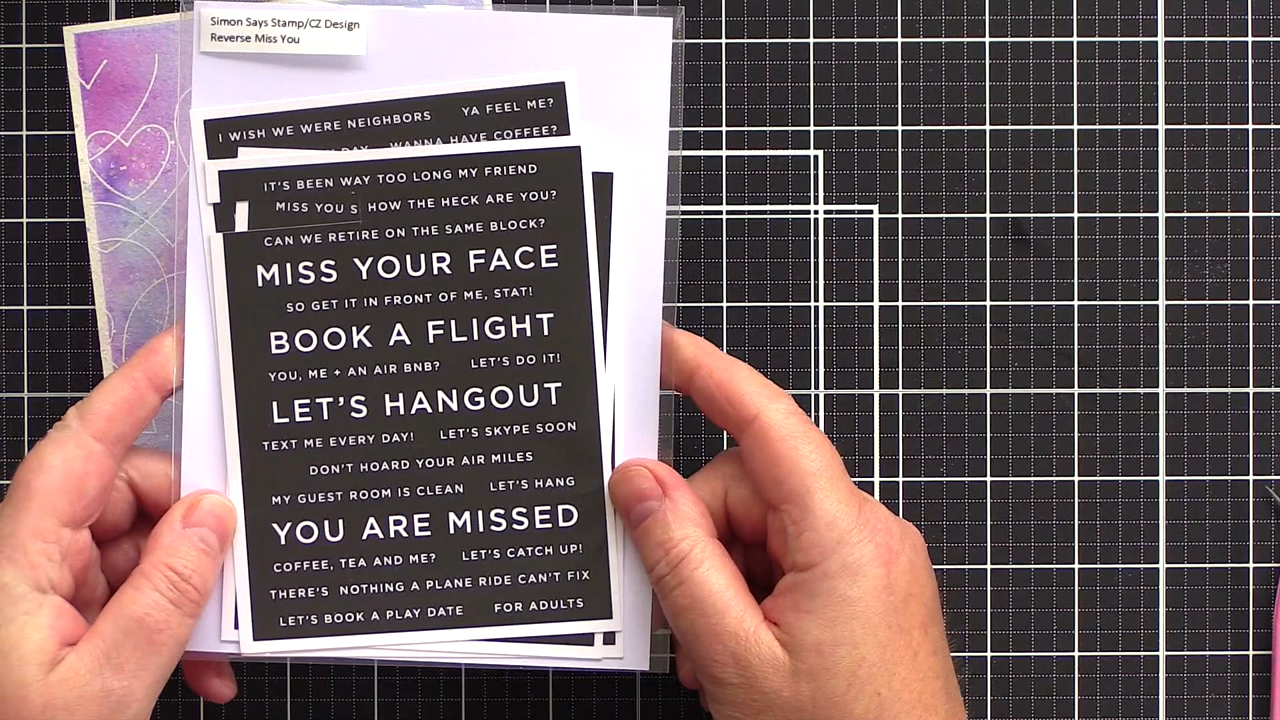 Simon Says Stamp/CZ Design
Reverse Miss You
I WISH WE WERE NEIGHBORS YA FEEL ME?
DAY WANNA HAVE COFFEE?
IT'S BEEN WAY TOO LONG MY FRIEND
MISS YOU S HOW THE HECK ARE YOU?
CAN WE RETIRE ON THE SAME BLOCK?
MISS YOUR FACE
SO GET IT IN FRONT OF ME, STAT!
BOOK A FLIGHT
YOU, ME + AN AIR BNB? LET'S DO IT!
LET'S HANGOUT
TEXT ME EVERY DAY! LET'S SKYPE SOON
DON'T HOARD YOUR AIR MILES
MY GUEST ROOM IS CLEAN LET'S HANG
YOU ARE MISSED
COFFEE, TEA AND ME? LET'S CATCH UP!
THERE'S NOTHING A PLANE RIDE CAN'T FIX
LET'S BOOK A PLAY DATE FOR ADULTS